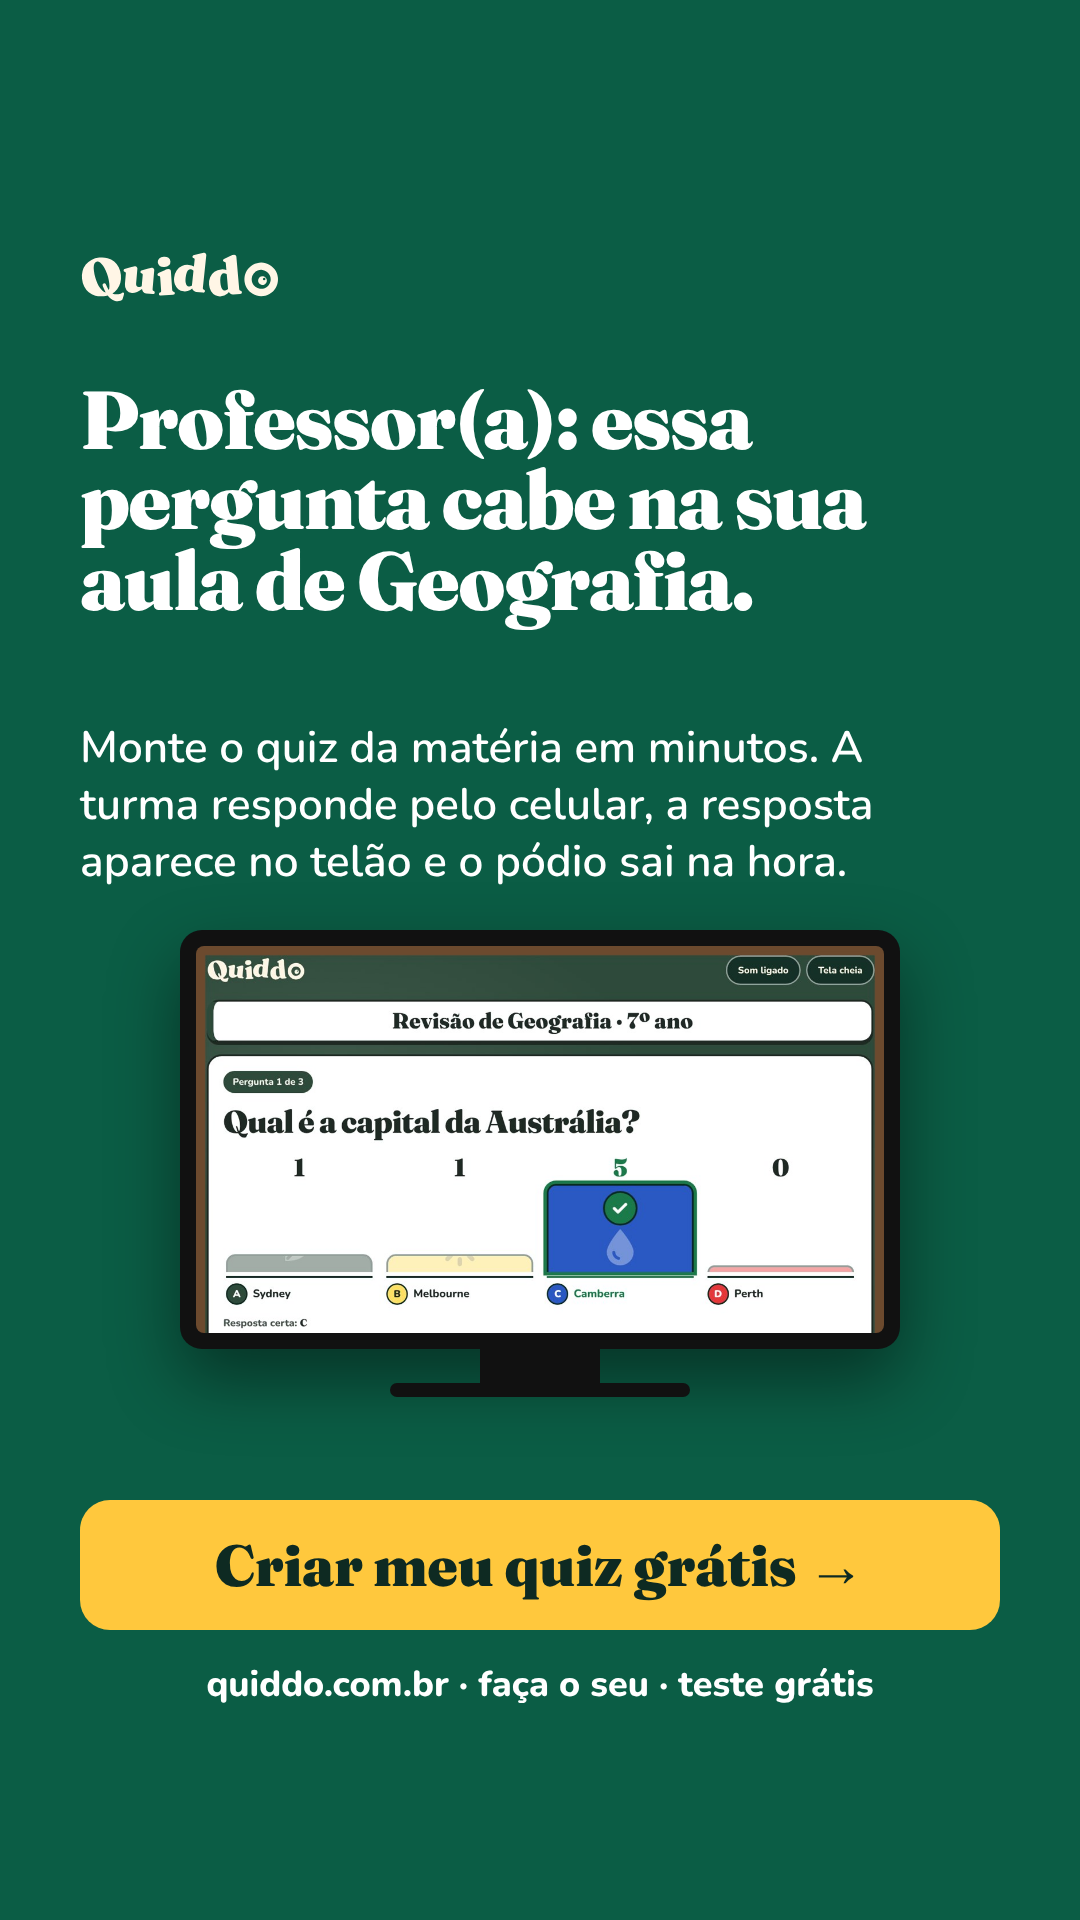 Quiddo
Professor(a): essa
pergunta cabe na sua
aula de Geografia.
Monte o quiz da matéria em minutos. A
turma responde pelo celular, a resposta
aparece no telão e o pódio sai na hora.
Quiddo
Som ligado
Tela cheia
Revisão de Geografia · 7º ano
Pergunta 1 de 3
Qual é a capital da Austrália?
1 1 5 0
A Sydney B Melbourne C Camberra D Perth
Resposta certa: C
Criar meu quiz grátis →
quiddo.com.br · faça o seu · teste grátis